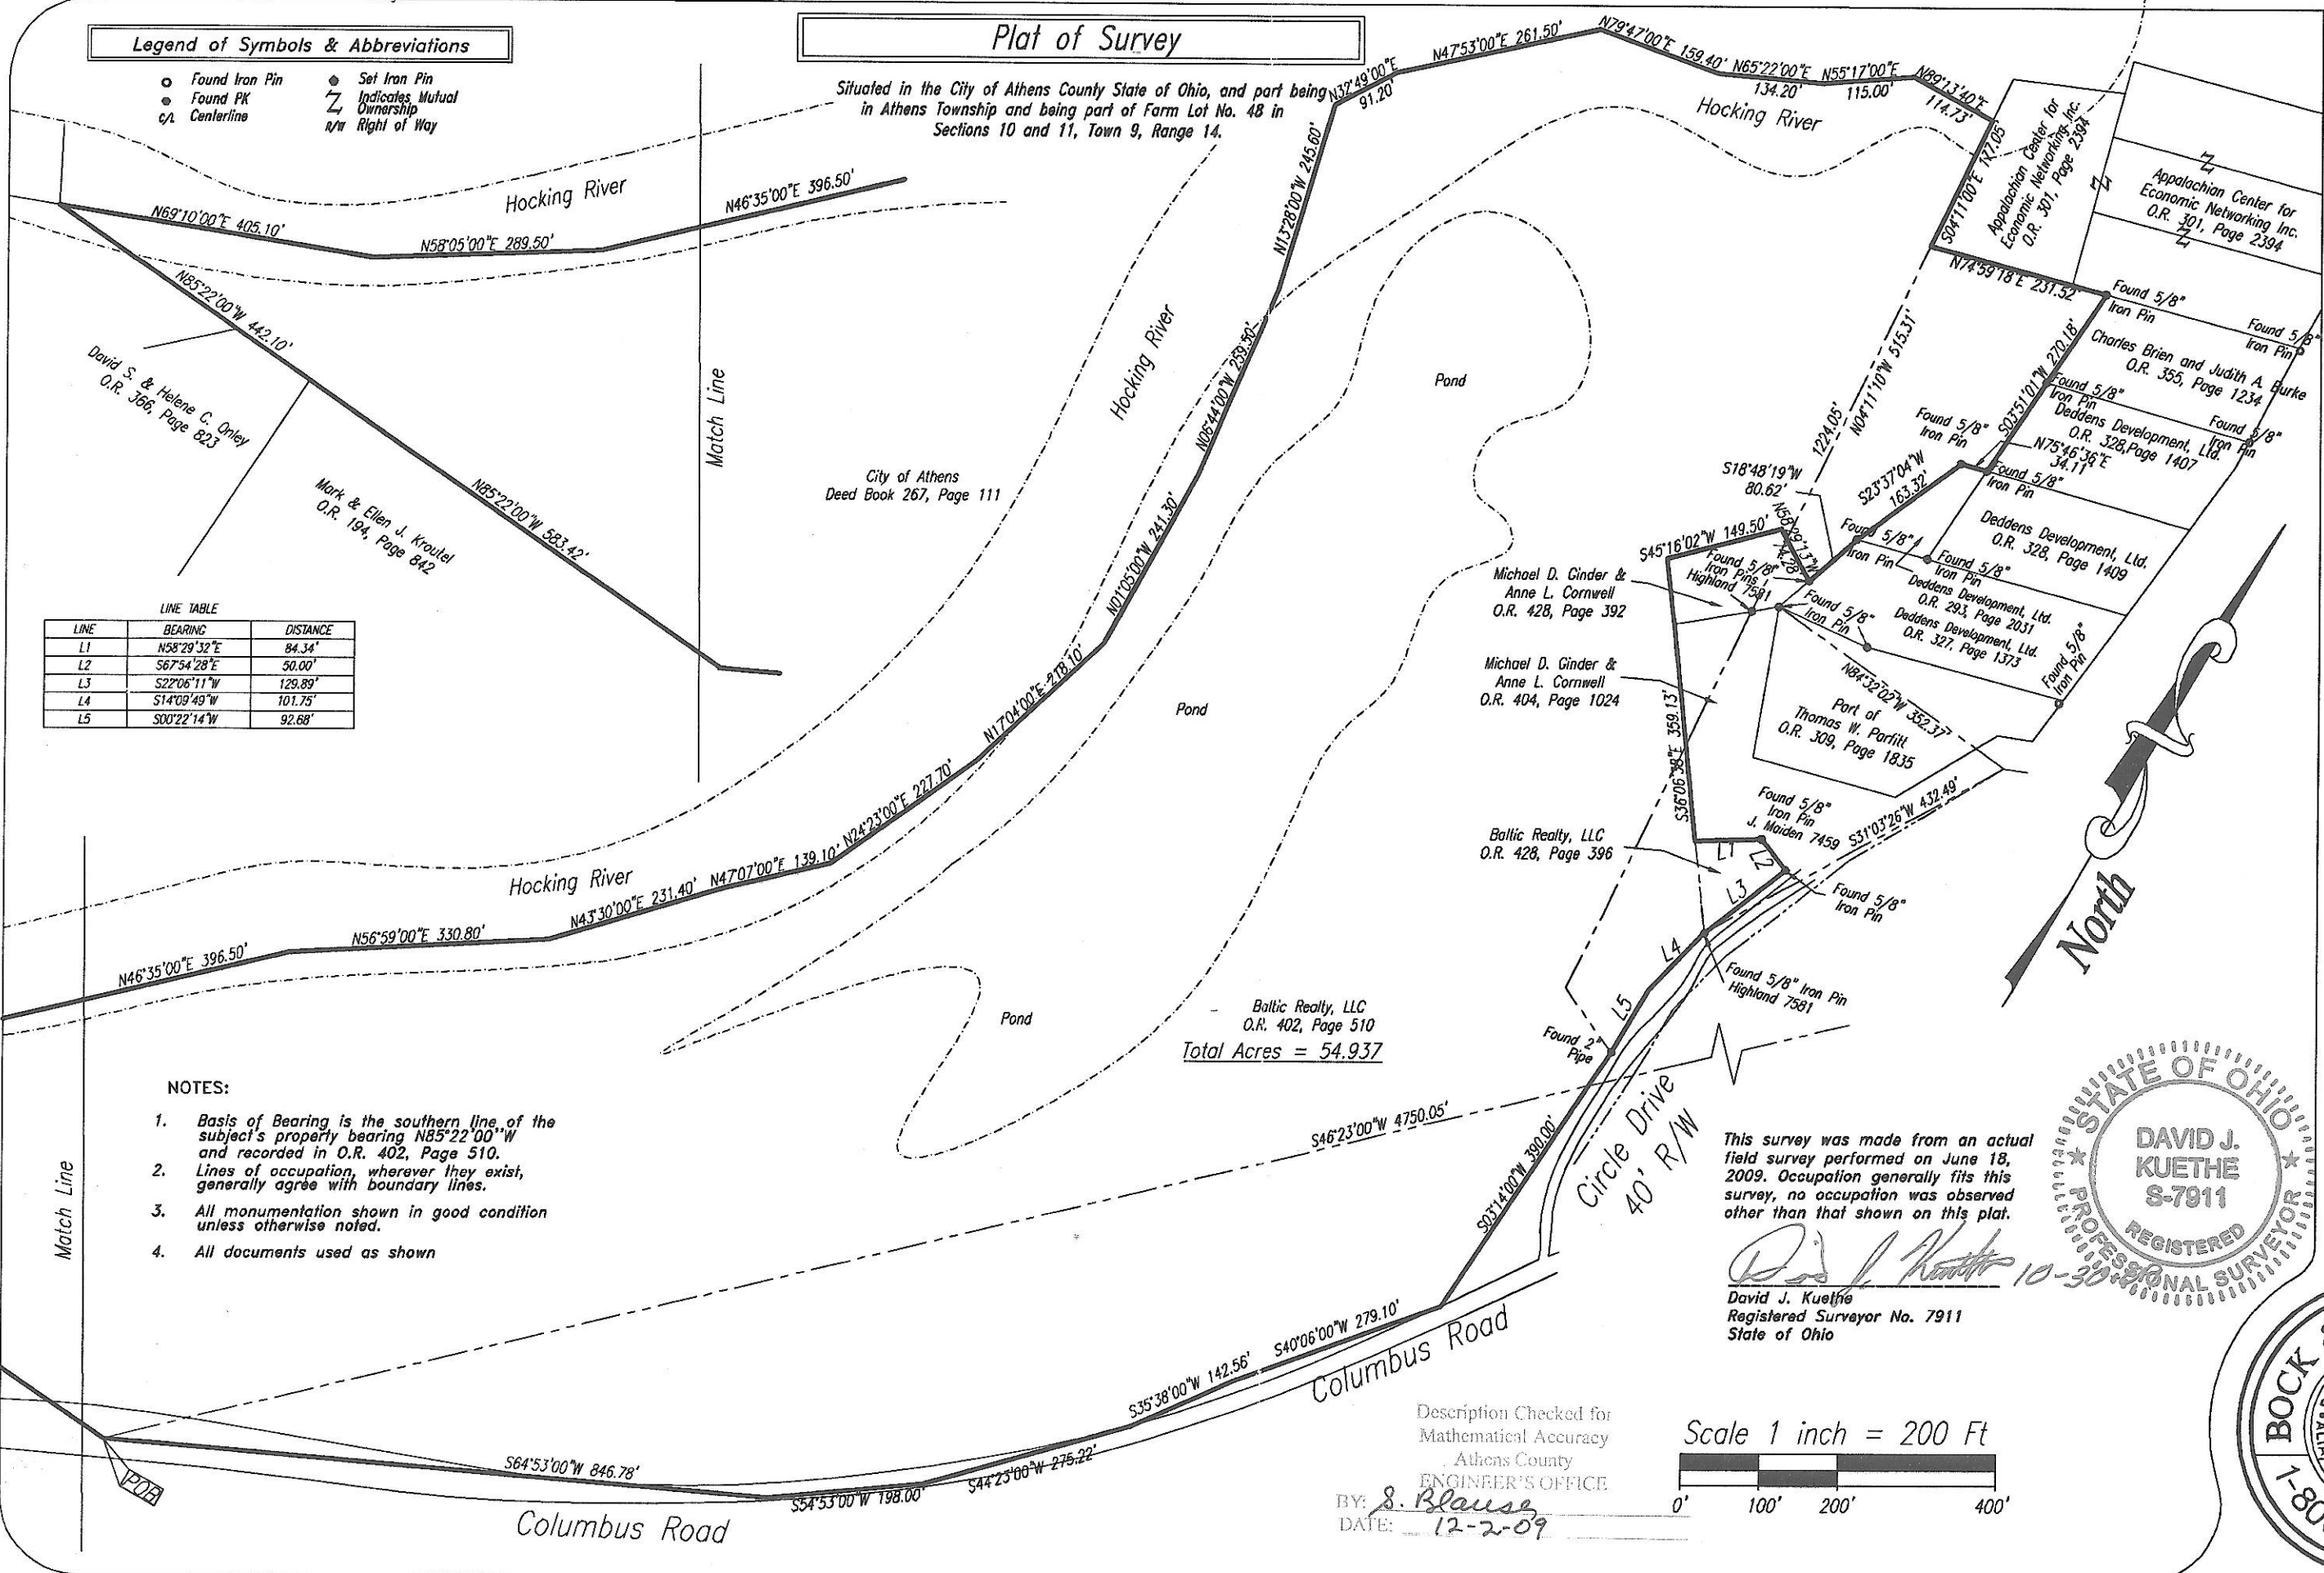 Legend of Symbols & Abbreviations
Found Iron Pin
Found PK
C/L Centerline
Set Iron Pin
Z Indicates Mutual
Ownership
R/W Right of Way
Plat of Survey
Situated in the City of Athens County State of Ohio, and part being
in Athens Township and being part of Farm Lot No. 48 in
Sections 10 and 11, Town 9, Range 14.
Hocking River
N69°10'00"E 405.10'
N58°05'00"E 289.50'
N46°35'00"E 396.50'
N85°22'00"W 442.10'
David S. & Helene C. Onley
O.R. 366, Page 823
Mark & Ellen J. Kroutel
O.R. 194, Page 842
N85°22'00"W 583.42'
Match Line
LINE TABLE
LINE BEARING DISTANCE
L1 N58°29'32"E 84.34'
L2 S67°54'28"E 50.00'
L3 S22°06'11"W 129.89'
L4 S14°09'49"W 101.75'
L5 S00°22'14"W 92.68'
N32°49'00"E
91.20'
N47°53'00"E 261.50'
N79°47'00"E 159.40'
N65°22'00"E
134.20'
N55°17'00"E
115.00'
N89°13'40"E
114.73'
Hocking River
S04°11'00"E 177.05'
Appalachian Center for
Economic Networking Inc.
O.R. 301, Page 2394
Z
Z
Appalachian Center for
Economic Networking Inc.
O.R. 301, Page 2394
Z
N74°59'18"E 231.52'
Found 5/8"
Iron Pin
Found 5/8"
Iron Pin
Charles Brien and Judith A. Burke
O.R. 355, Page 1234
S03°51'01"W 270.18'
Found 5/8"
Iron Pin
Deddens Development, Ltd.
O.R. 328,Page 1407
Found 5/8"
Iron Pin
N75°46'36"E
34.11'
Found 5/8"
Iron Pin
Found 5/8"
Iron Pin
Deddens Development, Ltd.
O.R. 328, Page 1409
1224.05'
N04°11'10"W 515.31'
S23°37'04"W
163.32'
S18°48'19"W
80.62'
N58°29'13"W
74.28'
S45°16'02"W 149.50'
Found 5/8"
Iron Pins
Highland 7581
Found 5/8"
Iron Pin
Found 5/8"
Iron Pin
Deddens Development, Ltd.
O.R. 293, Page 2031
Deddens Development, Ltd.
O.R. 327, Page 1373
Found 5/8"
Iron Pin
Found 5/8"
Iron Pin
Michael D. Cinder &
Anne L. Cornwell
O.R. 428, Page 392
Michael D. Cinder &
Anne L. Cornwell
O.R. 404, Page 1024
N84°32'02"W 352.37'
Part of
Thomas W. Parfitt
O.R. 309, Page 1835
S36°06'38"E 359.13'
Found 5/8"
Iron Pin
J. Maiden 7459
S31°03'26"W 432.49'
Baltic Realty, LLC
O.R. 428, Page 396
L1
L2
L3
L4
L5
Found 5/8"
Iron Pin
Found 5/8" Iron Pin
Highland 7581
Found 2"
Pipe
North
N13°28'00"W 245.60'
Hocking River
N06°44'00"W 259.50'
N01°05'00"W 241.30'
N17°04'00"E 218.10'
N24°23'00"E 227.70'
N47°07'00"E 139.10'
N43°30'00"E 231.40'
N56°59'00"E 330.80'
N46°35'00"E 396.50'
Hocking River
City of Athens
Deed Book 267, Page 111
Pond
Pond
Pond
Baltic Realty, LLC
O.R. 402, Page 510
Total Acres = 54.937
S46°23'00"W 4750.05'
S03°14'00"W 390.00'
Circle Drive
40' R/W
NOTES:
1. Basis of Bearing is the southern line of the
subject's property bearing N85°22'00"W
and recorded in O.R. 402, Page 510.
2. Lines of occupation, wherever they exist,
generally agree with boundary lines.
3. All monumentation shown in good condition
unless otherwise noted.
4. All documents used as shown
Match Line
POB
S64°53'00"W 846.78'
S54°53'00"W 198.00'
S44°23'00"W 275.22'
S35°38'00"W 142.56'
S40°06'00"W 279.10'
Columbus Road
Columbus Road
This survey was made from an actual
field survey performed on June 18,
2009. Occupation generally fits this
survey, no occupation was observed
other than that shown on this plat.
David J. Kuethe
Registered Surveyor No. 7911
State of Ohio
STATE OF OHIO
DAVID J.
KUETHE
S-7911
REGISTERED
PROFESSIONAL SURVEYOR
Description Checked for
Mathematical Accuracy
Athens County
ENGINEER'S OFFICE
BY: S. Blause
DATE: 12-2-09
Scale 1 inch = 200 Ft
0' 100' 200' 400'
BOCK
1-80